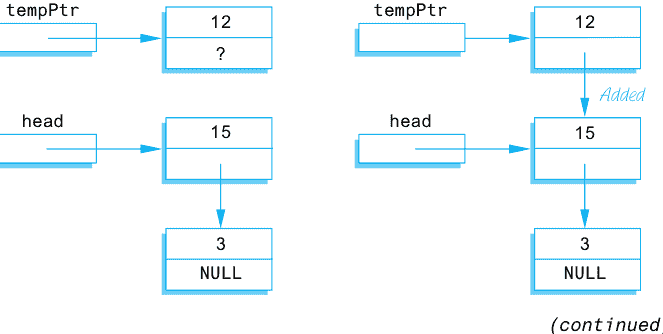 tempPtr
12
?
head
15
3
NULL
tempPtr
12
Added
head
15
3
NULL
(continued)